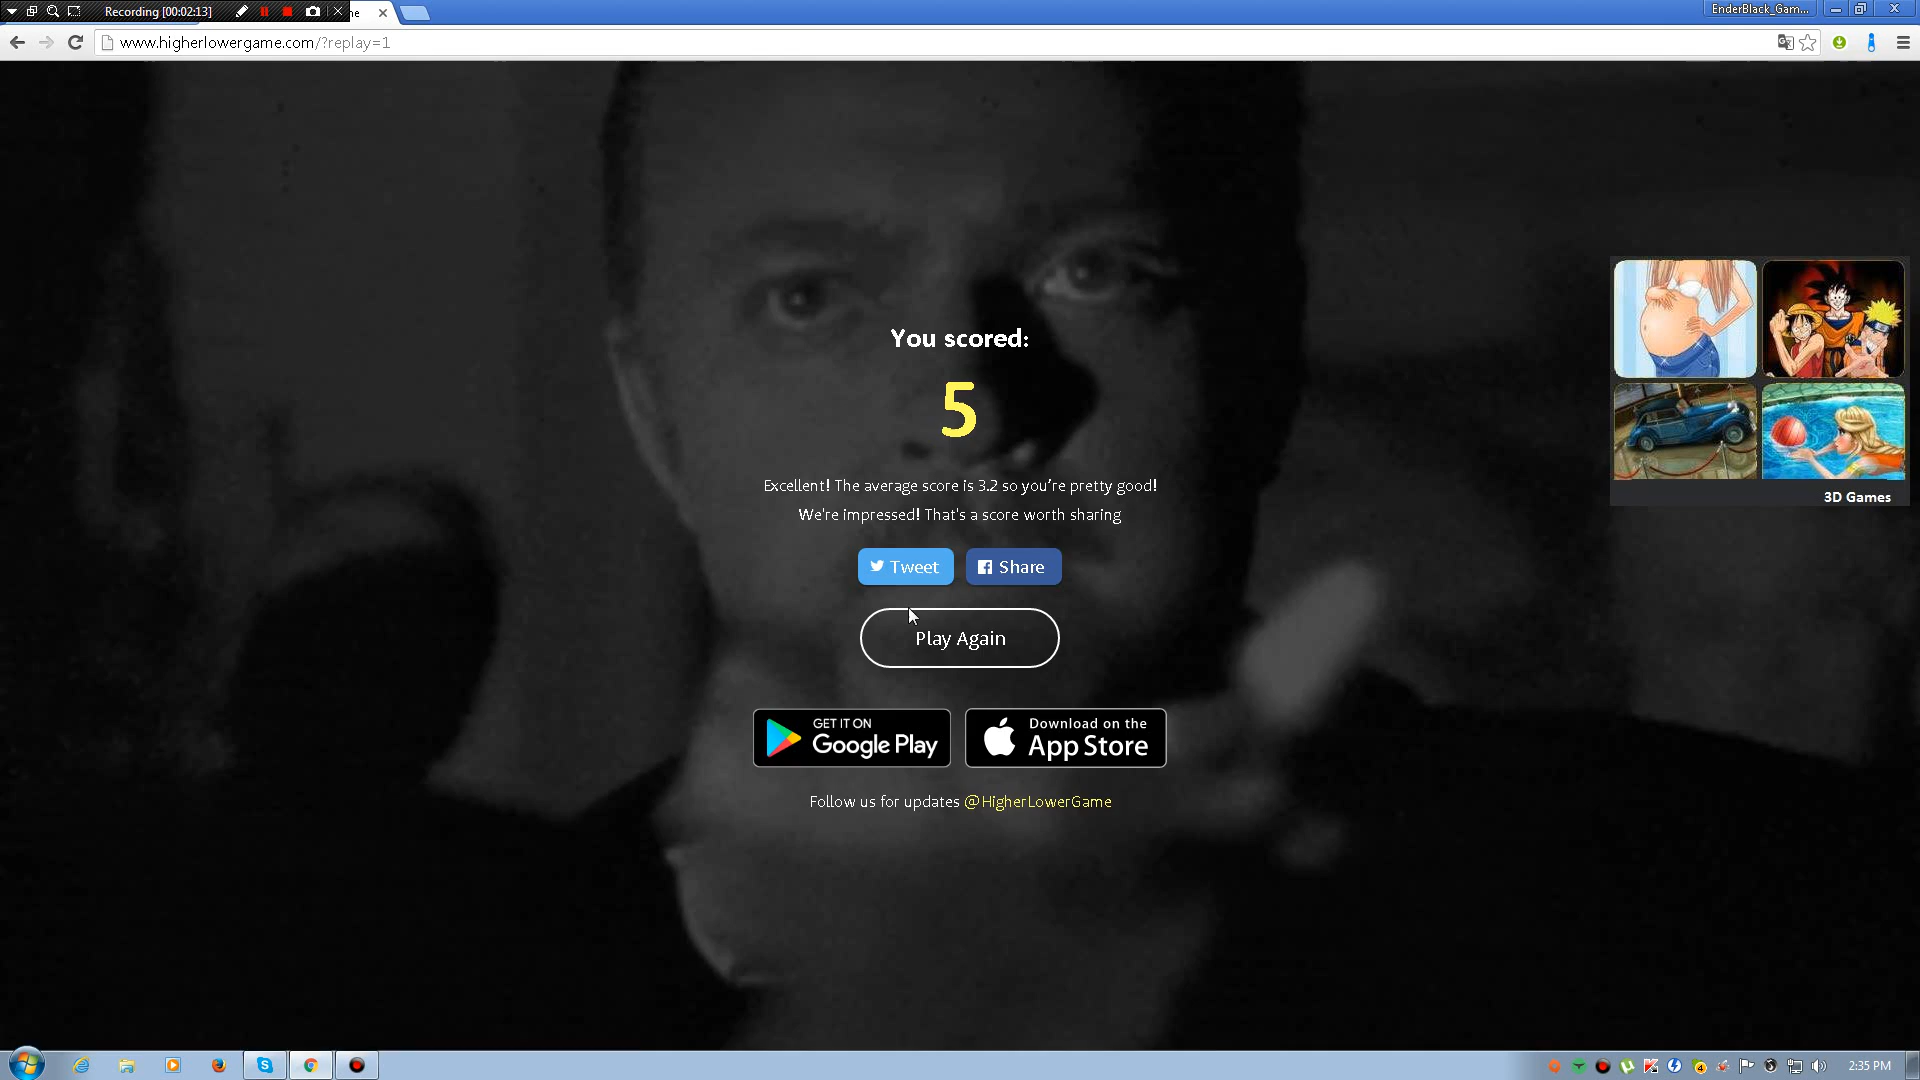 Recording [00:02:13]
ne
EnderBlack_Gam...
www.higherlowergame.com/?replay=1
You scored:
5
Excellent! The average score is 3.2 so you're pretty good!
We're impressed! That's a score worth sharing
Tweet
Share
Play Again
GET IT ON
Google Play
Download on the
App Store
Follow us for updates @HigherLowerGame
3D Games
2:35 PM